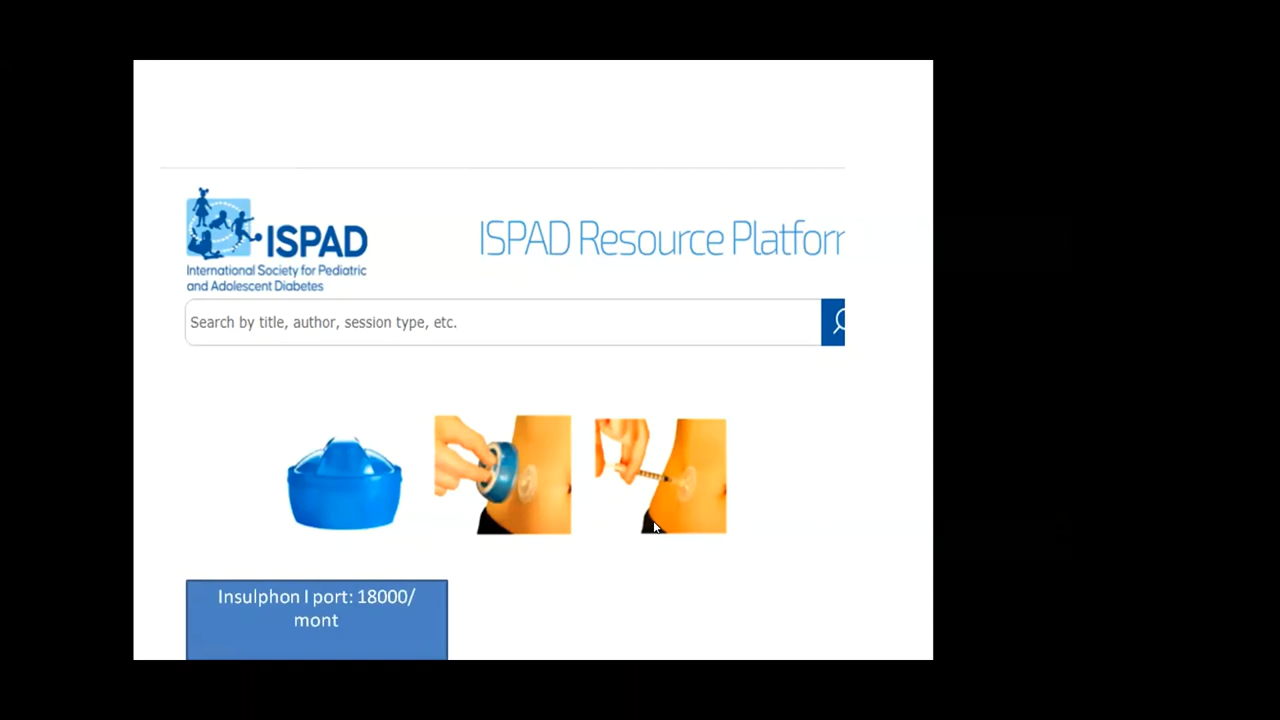 ISPAD
International Society for Pediatric
and Adolescent Diabetes
ISPAD Resource Platforr
Search by title, author, session type, etc.
Insulphon I port: 18000/
mont